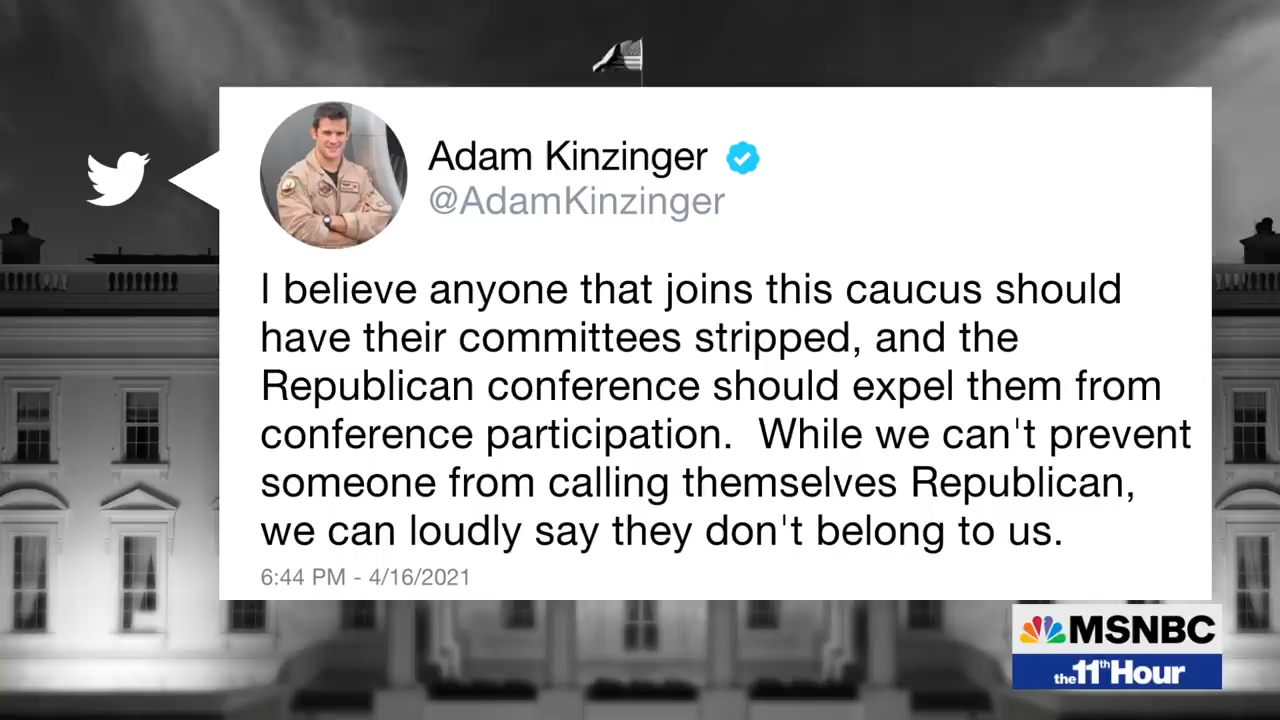 Adam Kinzinger
@AdamKinzinger
I believe anyone that joins this caucus should
have their committees stripped, and the
Republican conference should expel them from
conference participation.  While we can't prevent
someone from calling themselves Republican,
we can loudly say they don't belong to us.
6:44 PM - 4/16/2021
MSNBC
the 11th Hour